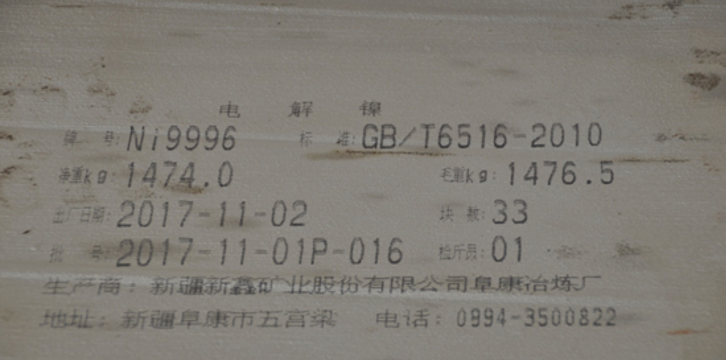 电 解 镍
牌 号: Ni9996 标 准: GB/T6516-2010
净重kg: 1474.0 毛重kg: 1476.5
出厂日期: 2017-11-02 块 数: 33
批 号: 2017-11-01P-016 检斤员: 01
生产商: 新疆新鑫矿业股份有限公司阜康冶炼厂
地址: 新疆阜康市五宫梁 电话: 0994-3500822